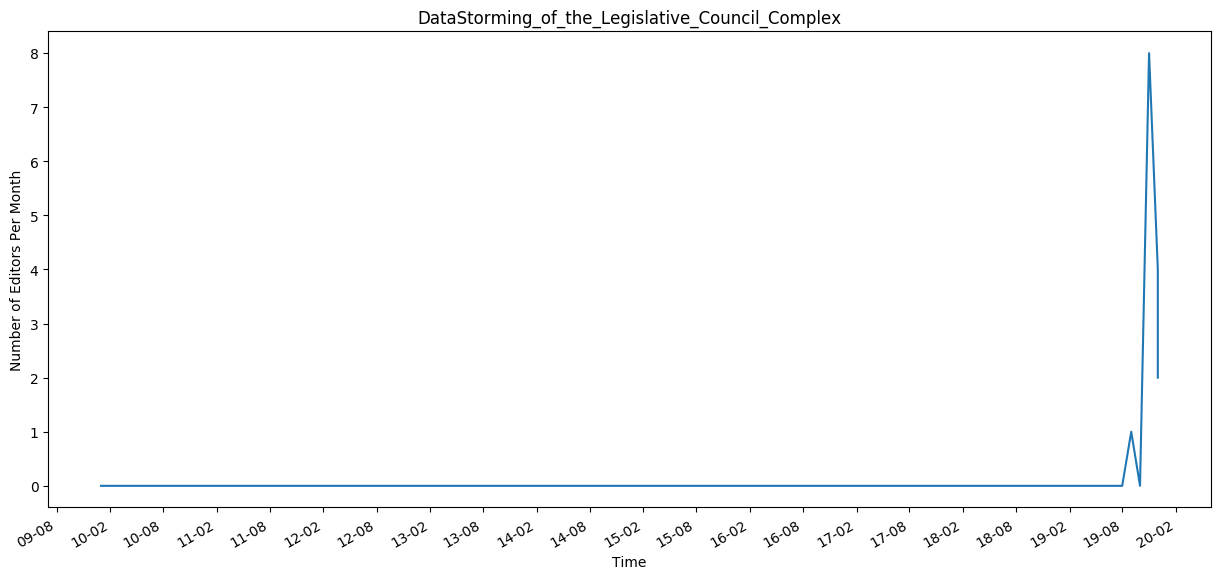 DataStorming_of_the_Legislative_Council_Complex
Number of Editors Per Month
8
7
6
5
4
3
2
1
0
09-08 10-02 10-08 11-02 11-08 12-02 12-08 13-02 13-08 14-02 14-08 15-02 15-08 16-02 16-08 17-02 17-08 18-02 18-08 19-02 19-08 20-02
Time